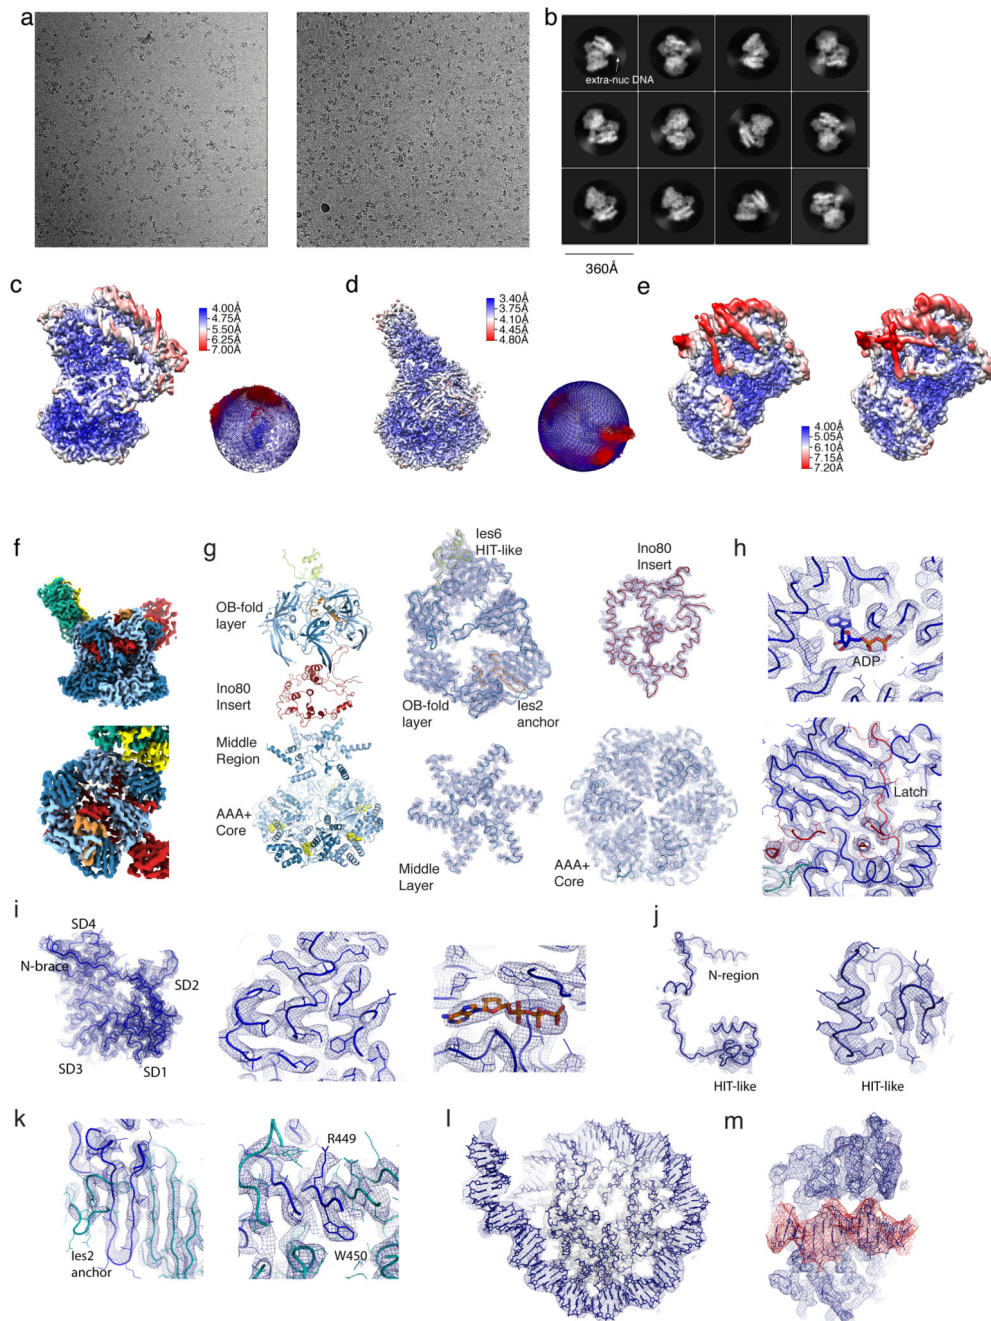 a
b
extra-nuc DNA
360Å
c
4.00Å
4.75Å
5.50Å
6.25Å
7.00Å
d
3.40Å
3.75Å
4.10Å
4.45Å
4.80Å
e
4.00Å
5.05Å
6.10Å
7.15Å
7.20Å
f
g
OB-fold
layer
Ino80
Insert
Middle
Region
AAA+
Core
Ies6
HIT-like
OB-fold
layer
Ies2
anchor
Ino80
Insert
Middle
Layer
AAA+
Core
h
ADP
Latch
i
SD4
N-brace
SD2
SD3
SD1
j
N-region
HIT-like
HIT-like
k
Ies2
anchor
R449
W450
l
m